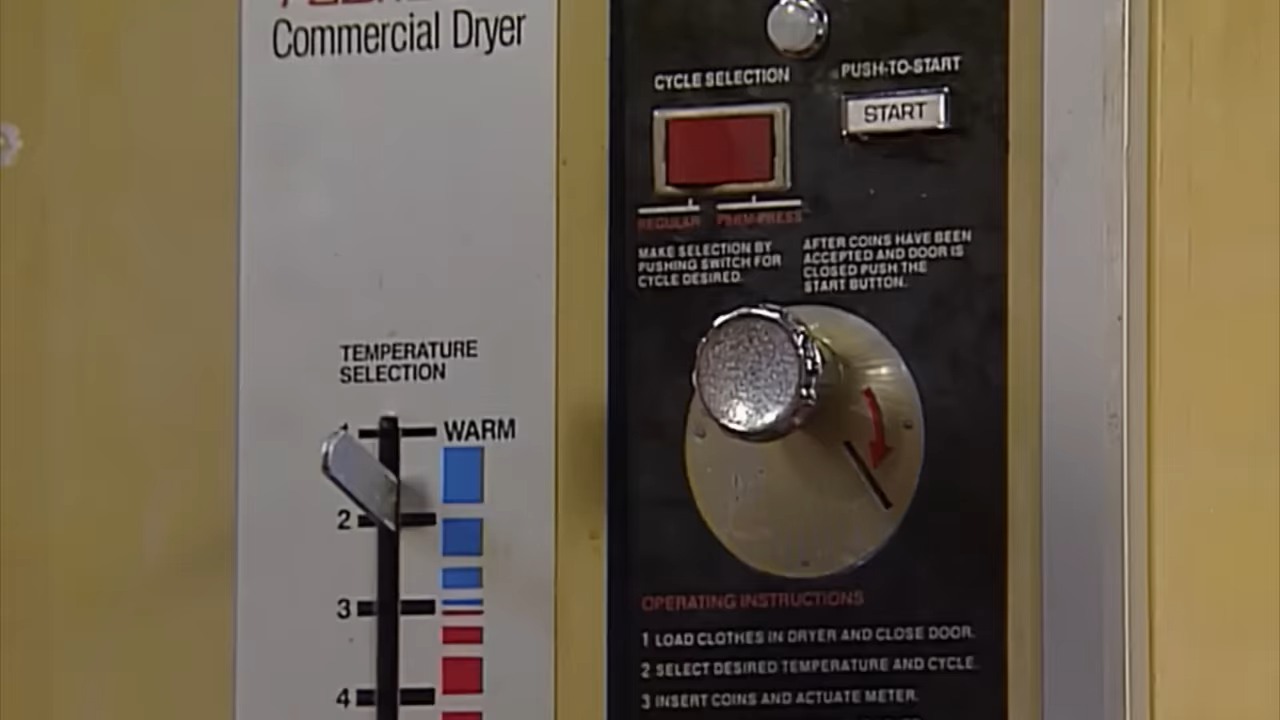 Commercial Dryer
TEMPERATURE
SELECTION
1 WARM
2
3
4
CYCLE SELECTION
PUSH-TO-START
START
REGULAR PERM-PRESS
MAKE SELECTION BY
PUSHING SWITCH FOR
CYCLE DESIRED.
AFTER COINS HAVE BEEN
ACCEPTED AND DOOR IS
CLOSED PUSH THE
START BUTTON.
OPERATING INSTRUCTIONS
1 LOAD CLOTHES IN DRYER AND CLOSE DOOR.
2 SELECT DESIRED TEMPERATURE AND CYCLE.
3 INSERT COINS AND ACTUATE METER.